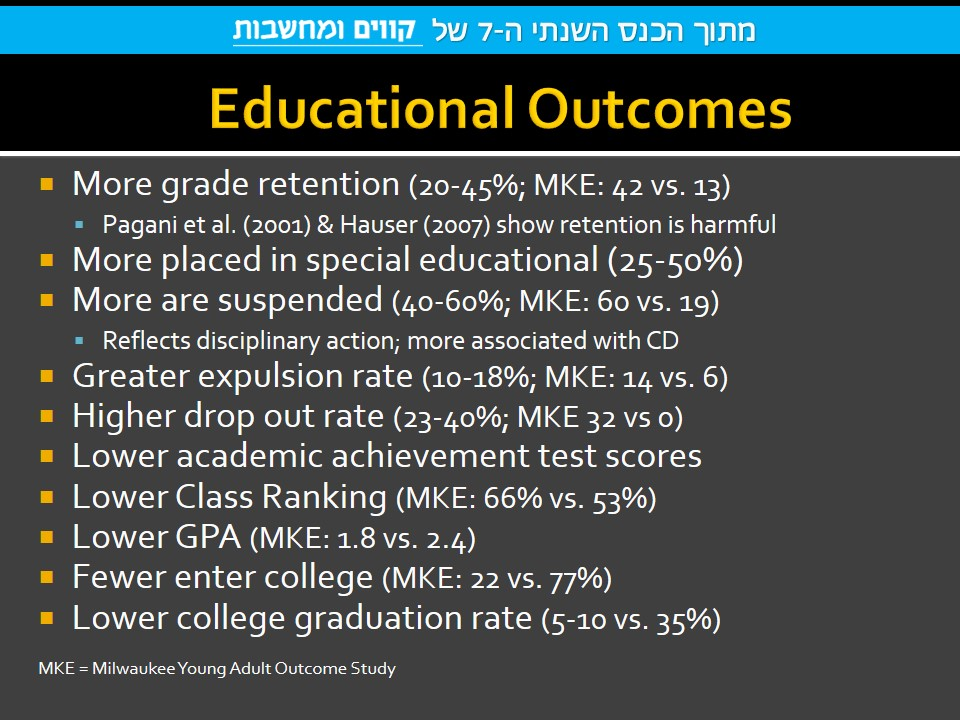 מתוך הכנס השנתי ה-7 של קווים ומחשבות
Educational Outcomes
More grade retention (20-45%; MKE: 42 vs. 13)
Pagani et al. (2001) & Hauser (2007) show retention is harmful
More placed in special educational (25-50%)
More are suspended (40-60%; MKE: 60 vs. 19)
Reflects disciplinary action; more associated with CD
Greater expulsion rate (10-18%; MKE: 14 vs. 6)
Higher drop out rate (23-40%; MKE 32 vs 0)
Lower academic achievement test scores
Lower Class Ranking (MKE: 66% vs. 53%)
Lower GPA (MKE: 1.8 vs. 2.4)
Fewer enter college (MKE: 22 vs. 77%)
Lower college graduation rate (5-10 vs. 35%)
MKE = Milwaukee Young Adult Outcome Study